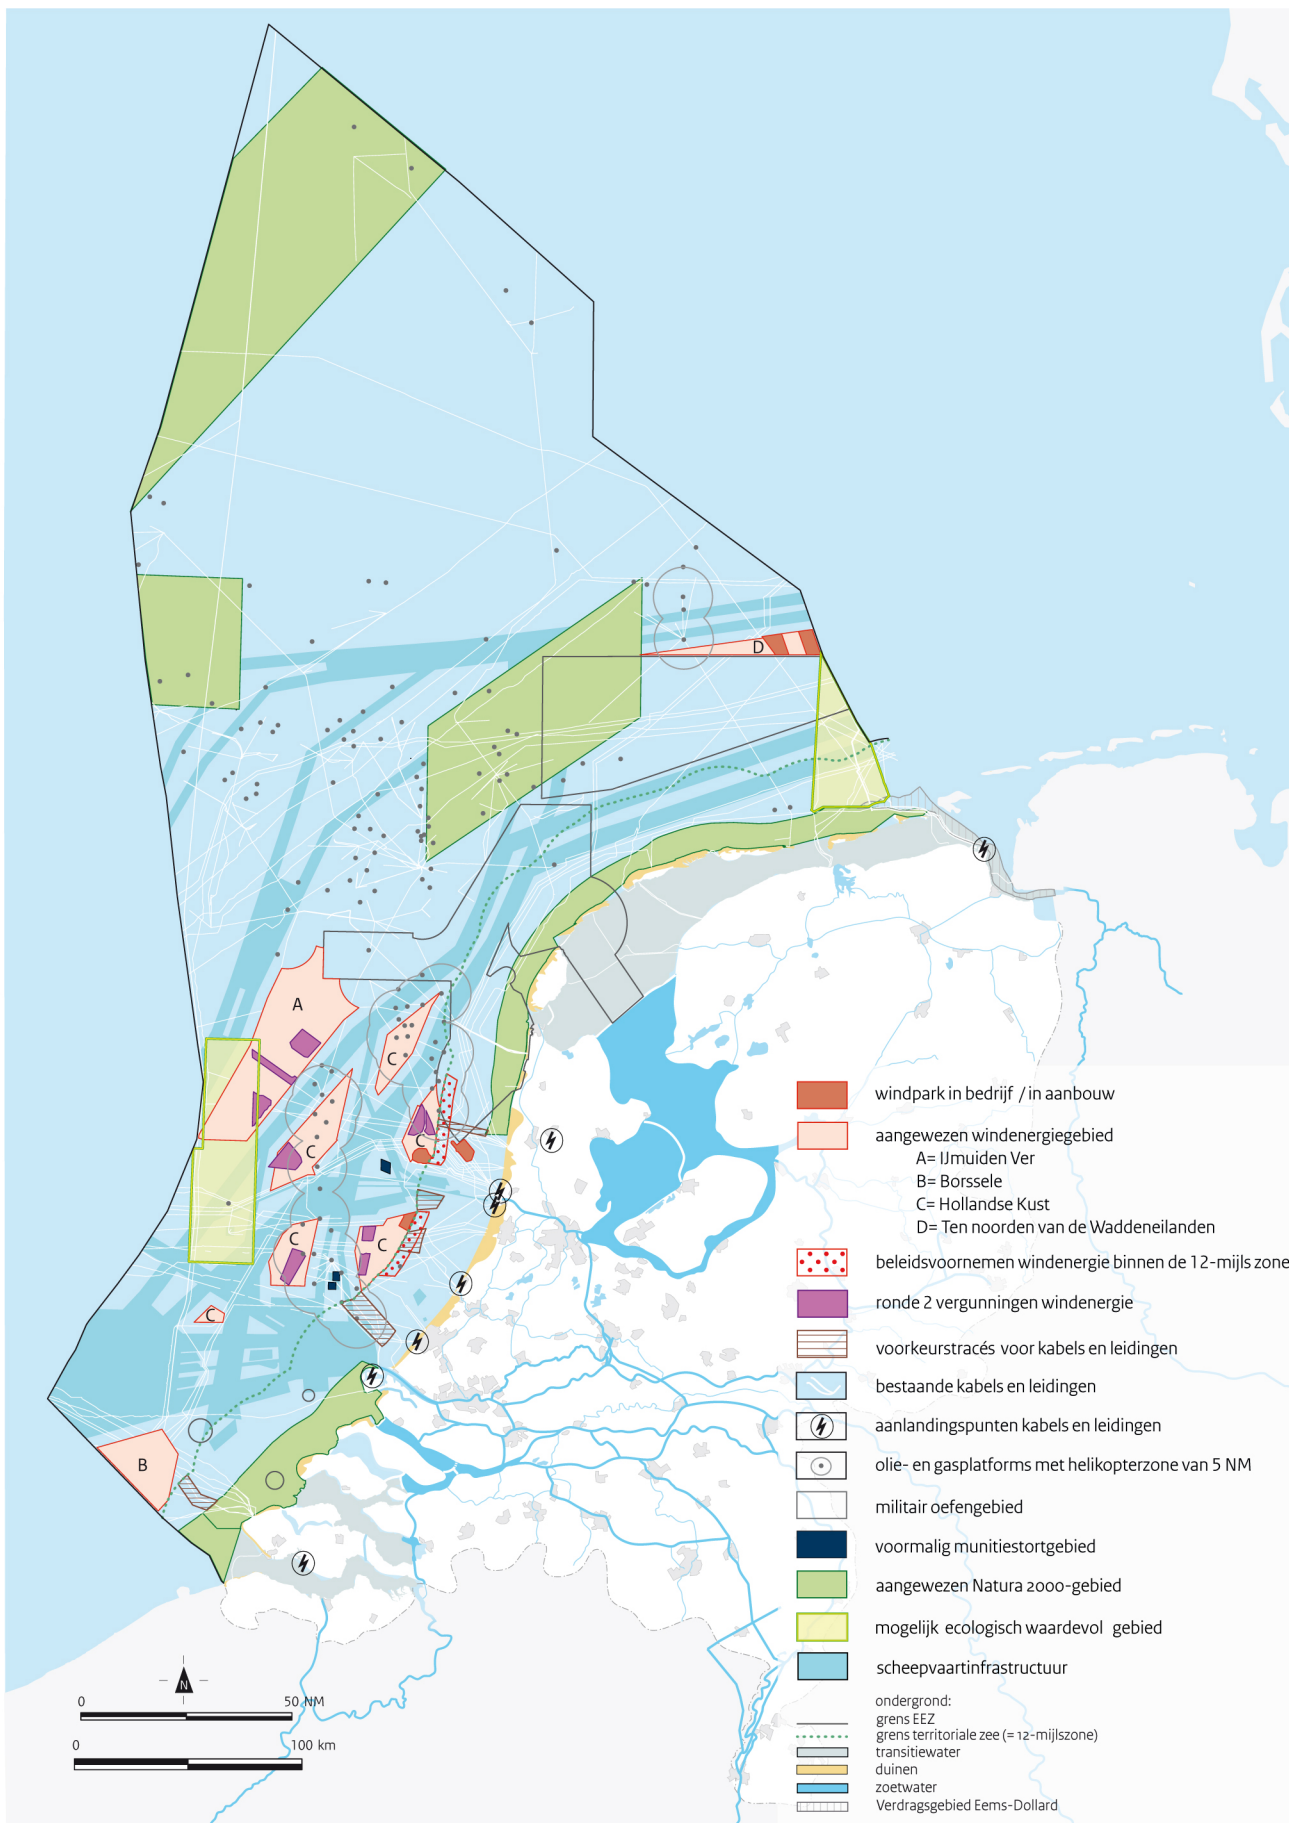 D
A
C
C
C
C
C
C
B
windpark in bedrijf / in aanbouw
aangewezen windenergiegebied
A= IJmuiden Ver
B= Borssele
C= Hollandse Kust
D= Ten noorden van de Waddeneilanden
beleidsvoornemen windenergie binnen de 12-mijls zone
ronde 2 vergunningen windenergie
voorkeurstracés voor kabels en leidingen
bestaande kabels en leidingen
aanlandingspunten kabels en leidingen
olie- en gasplatforms met helikopterzone van 5 NM
militair oefengebied
voormalig munitiestortgebied
aangewezen Natura 2000-gebied
mogelijk ecologisch waardevol gebied
scheepvaartinfrastructuur
ondergrond:
grens EEZ
grens territoriale zee (= 12-mijlszone)
transitiewater
duinen
zoetwater
Verdragsgebied Eems-Dollard
N
0 50 NM
0 100 km